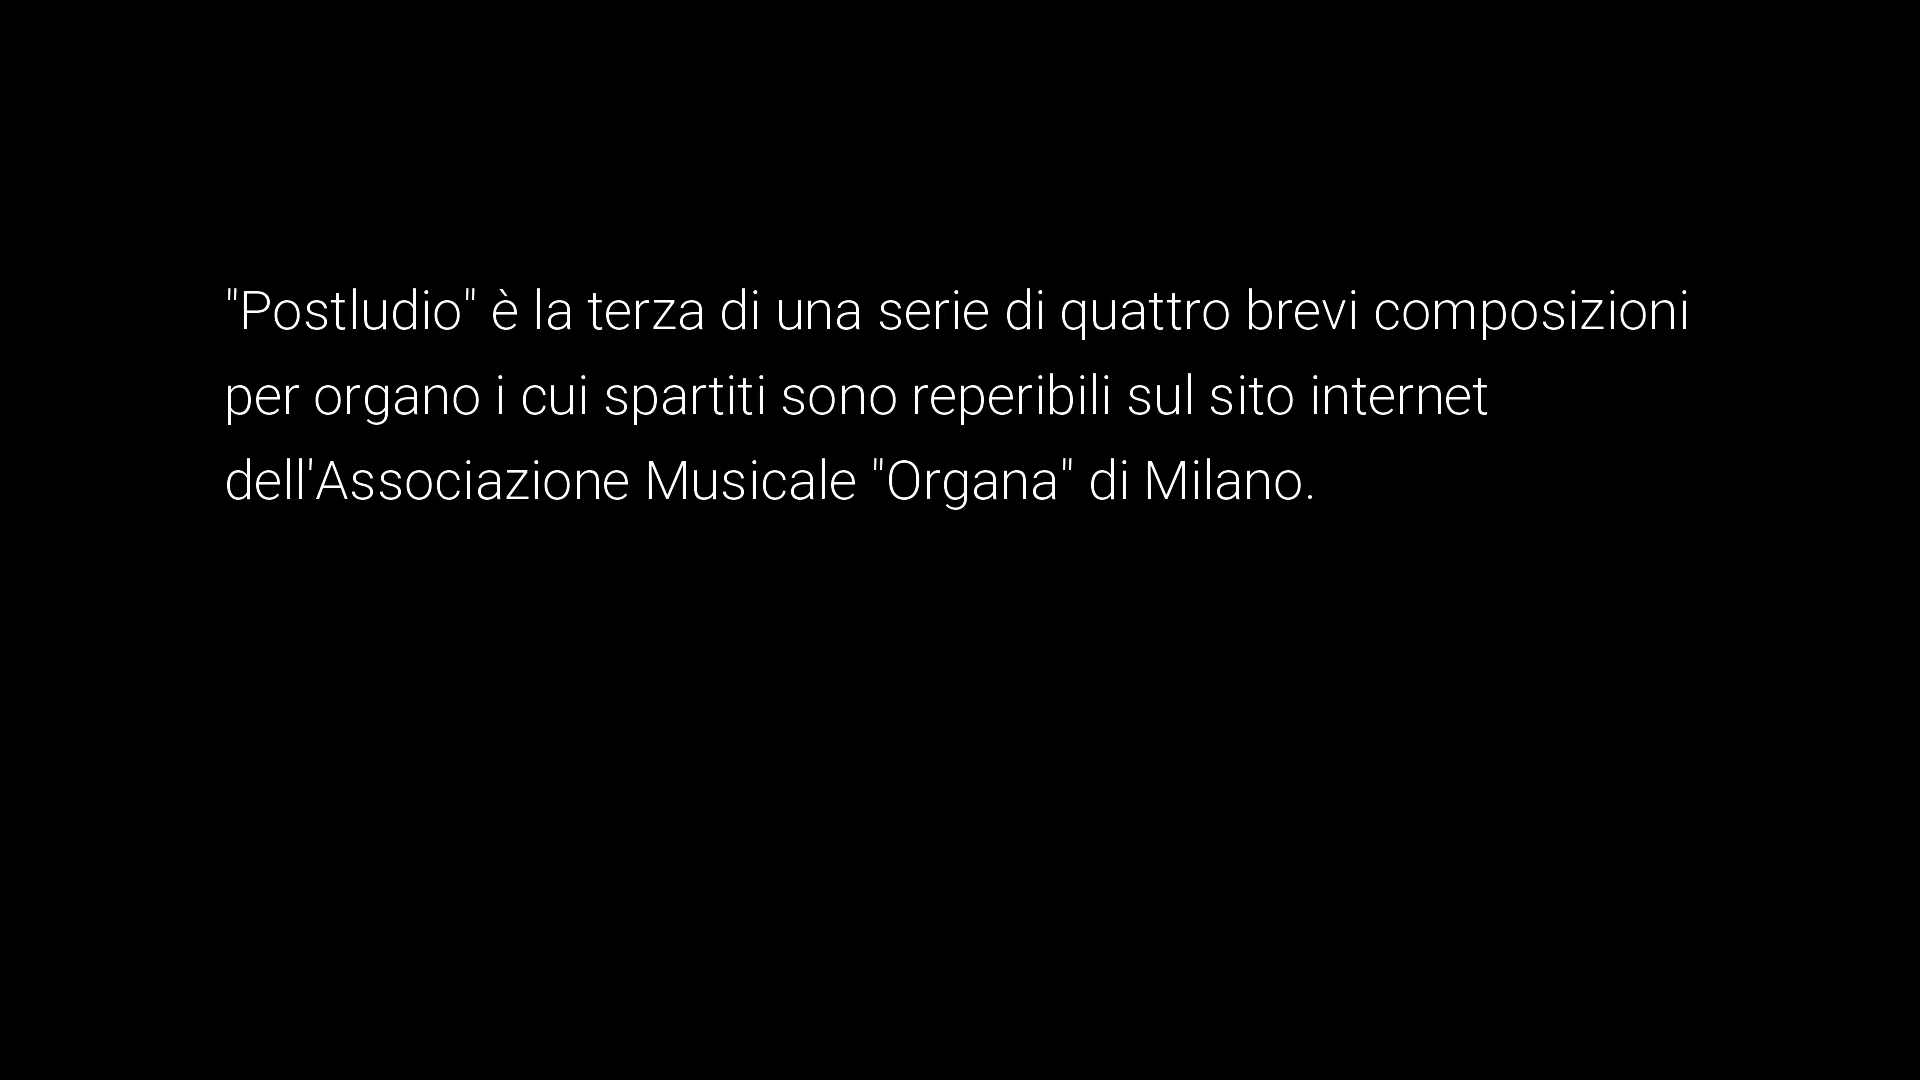 "Postludio" è la terza di una serie di quattro brevi composizioni
per organo i cui spartiti sono reperibili sul sito internet
dell'Associazione Musicale "Organa" di Milano.